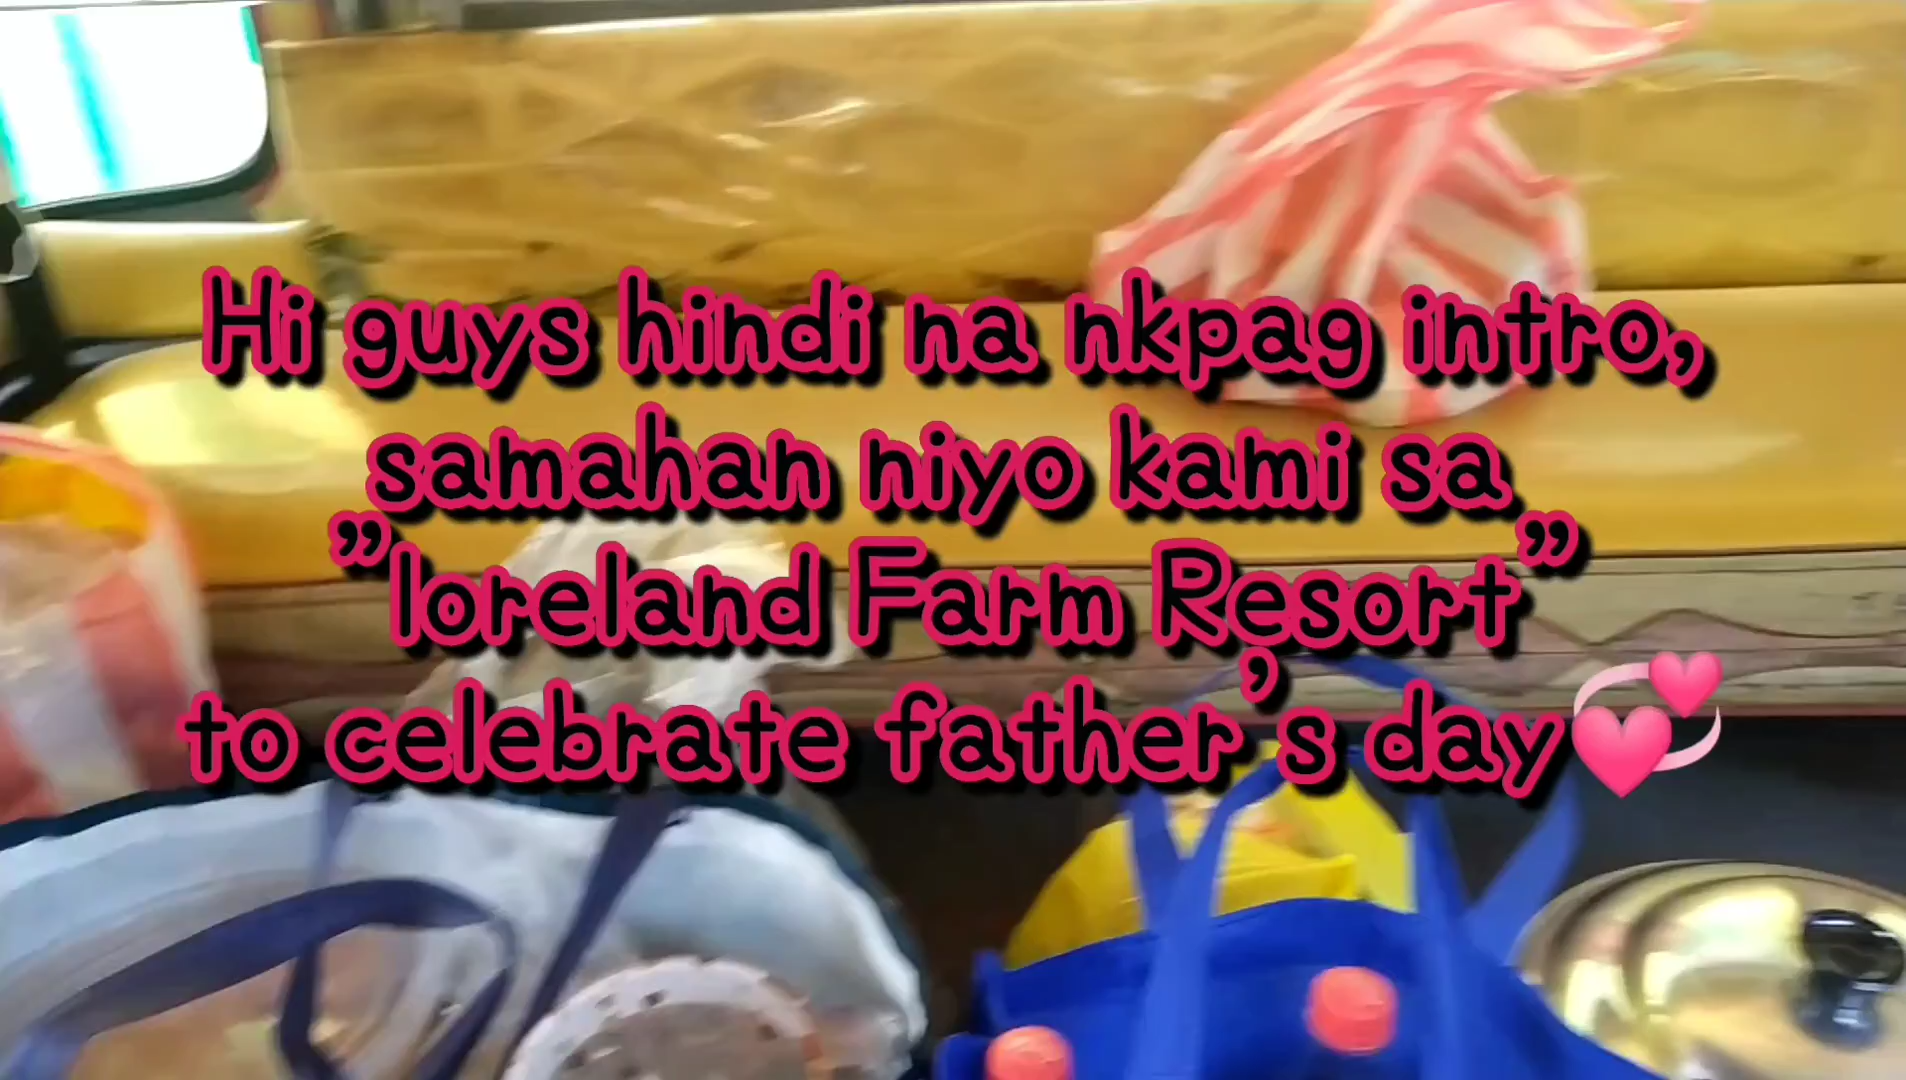 Hi guys hindi na nkpag intro,
samahan niyo kami sa
”loreland Farm Resort”
to celebrate father's day💞